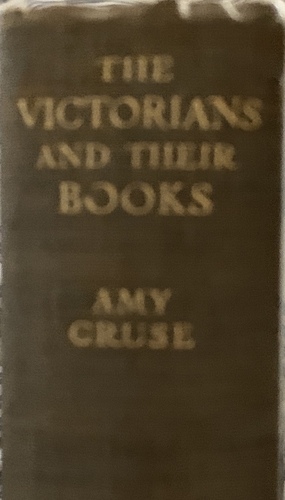 THE
VICTORIANS
AND THEIR
BOOKS
AMY
CRUSE